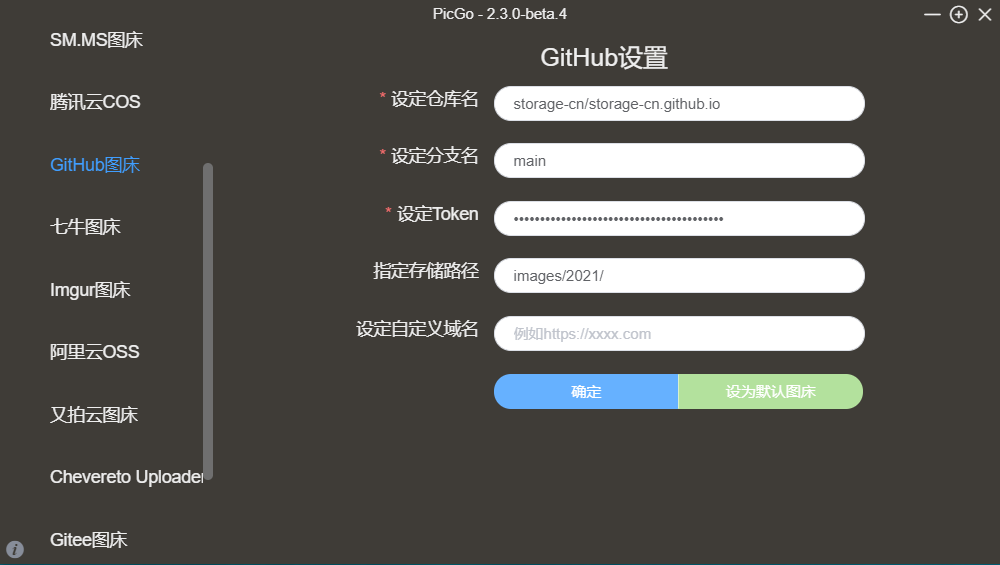 PicGo - 2.3.0-beta.4
SM.MS图床
腾讯云COS
GitHub图床
七牛图床
Imgur图床
阿里云OSS
又拍云图床
Chevereto Uploader
Gitee图床
GitHub设置
* 设定仓库名
storage-cn/storage-cn.github.io
* 设定分支名
main
* 设定Token
指定存储路径
images/2021/
设定自定义域名
例如https://xxxx.com
确定
设为默认图床